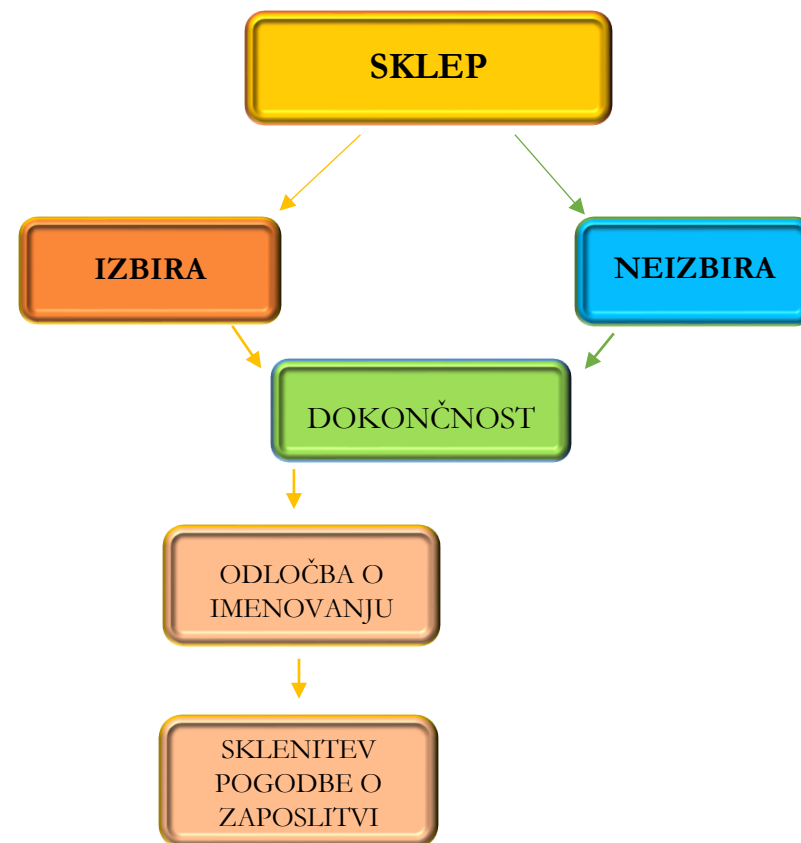 SKLEP
IZBIRA
NEIZBIRA
DOKONČNOST
ODLOČBA O
IMENOVANJU
SKLENITEV
POGODBE O
ZAPOSLITVI